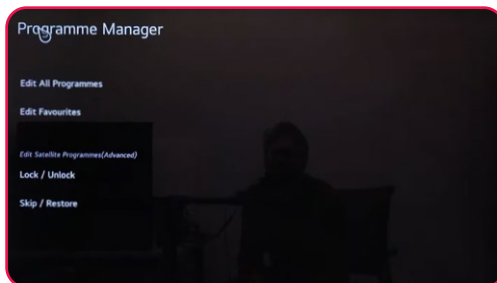 Programme Manager
Edit All Programmes
Edit Favourites
Edit Satellite Programmes(Advanced)
Lock / Unlock
Skip / Restore